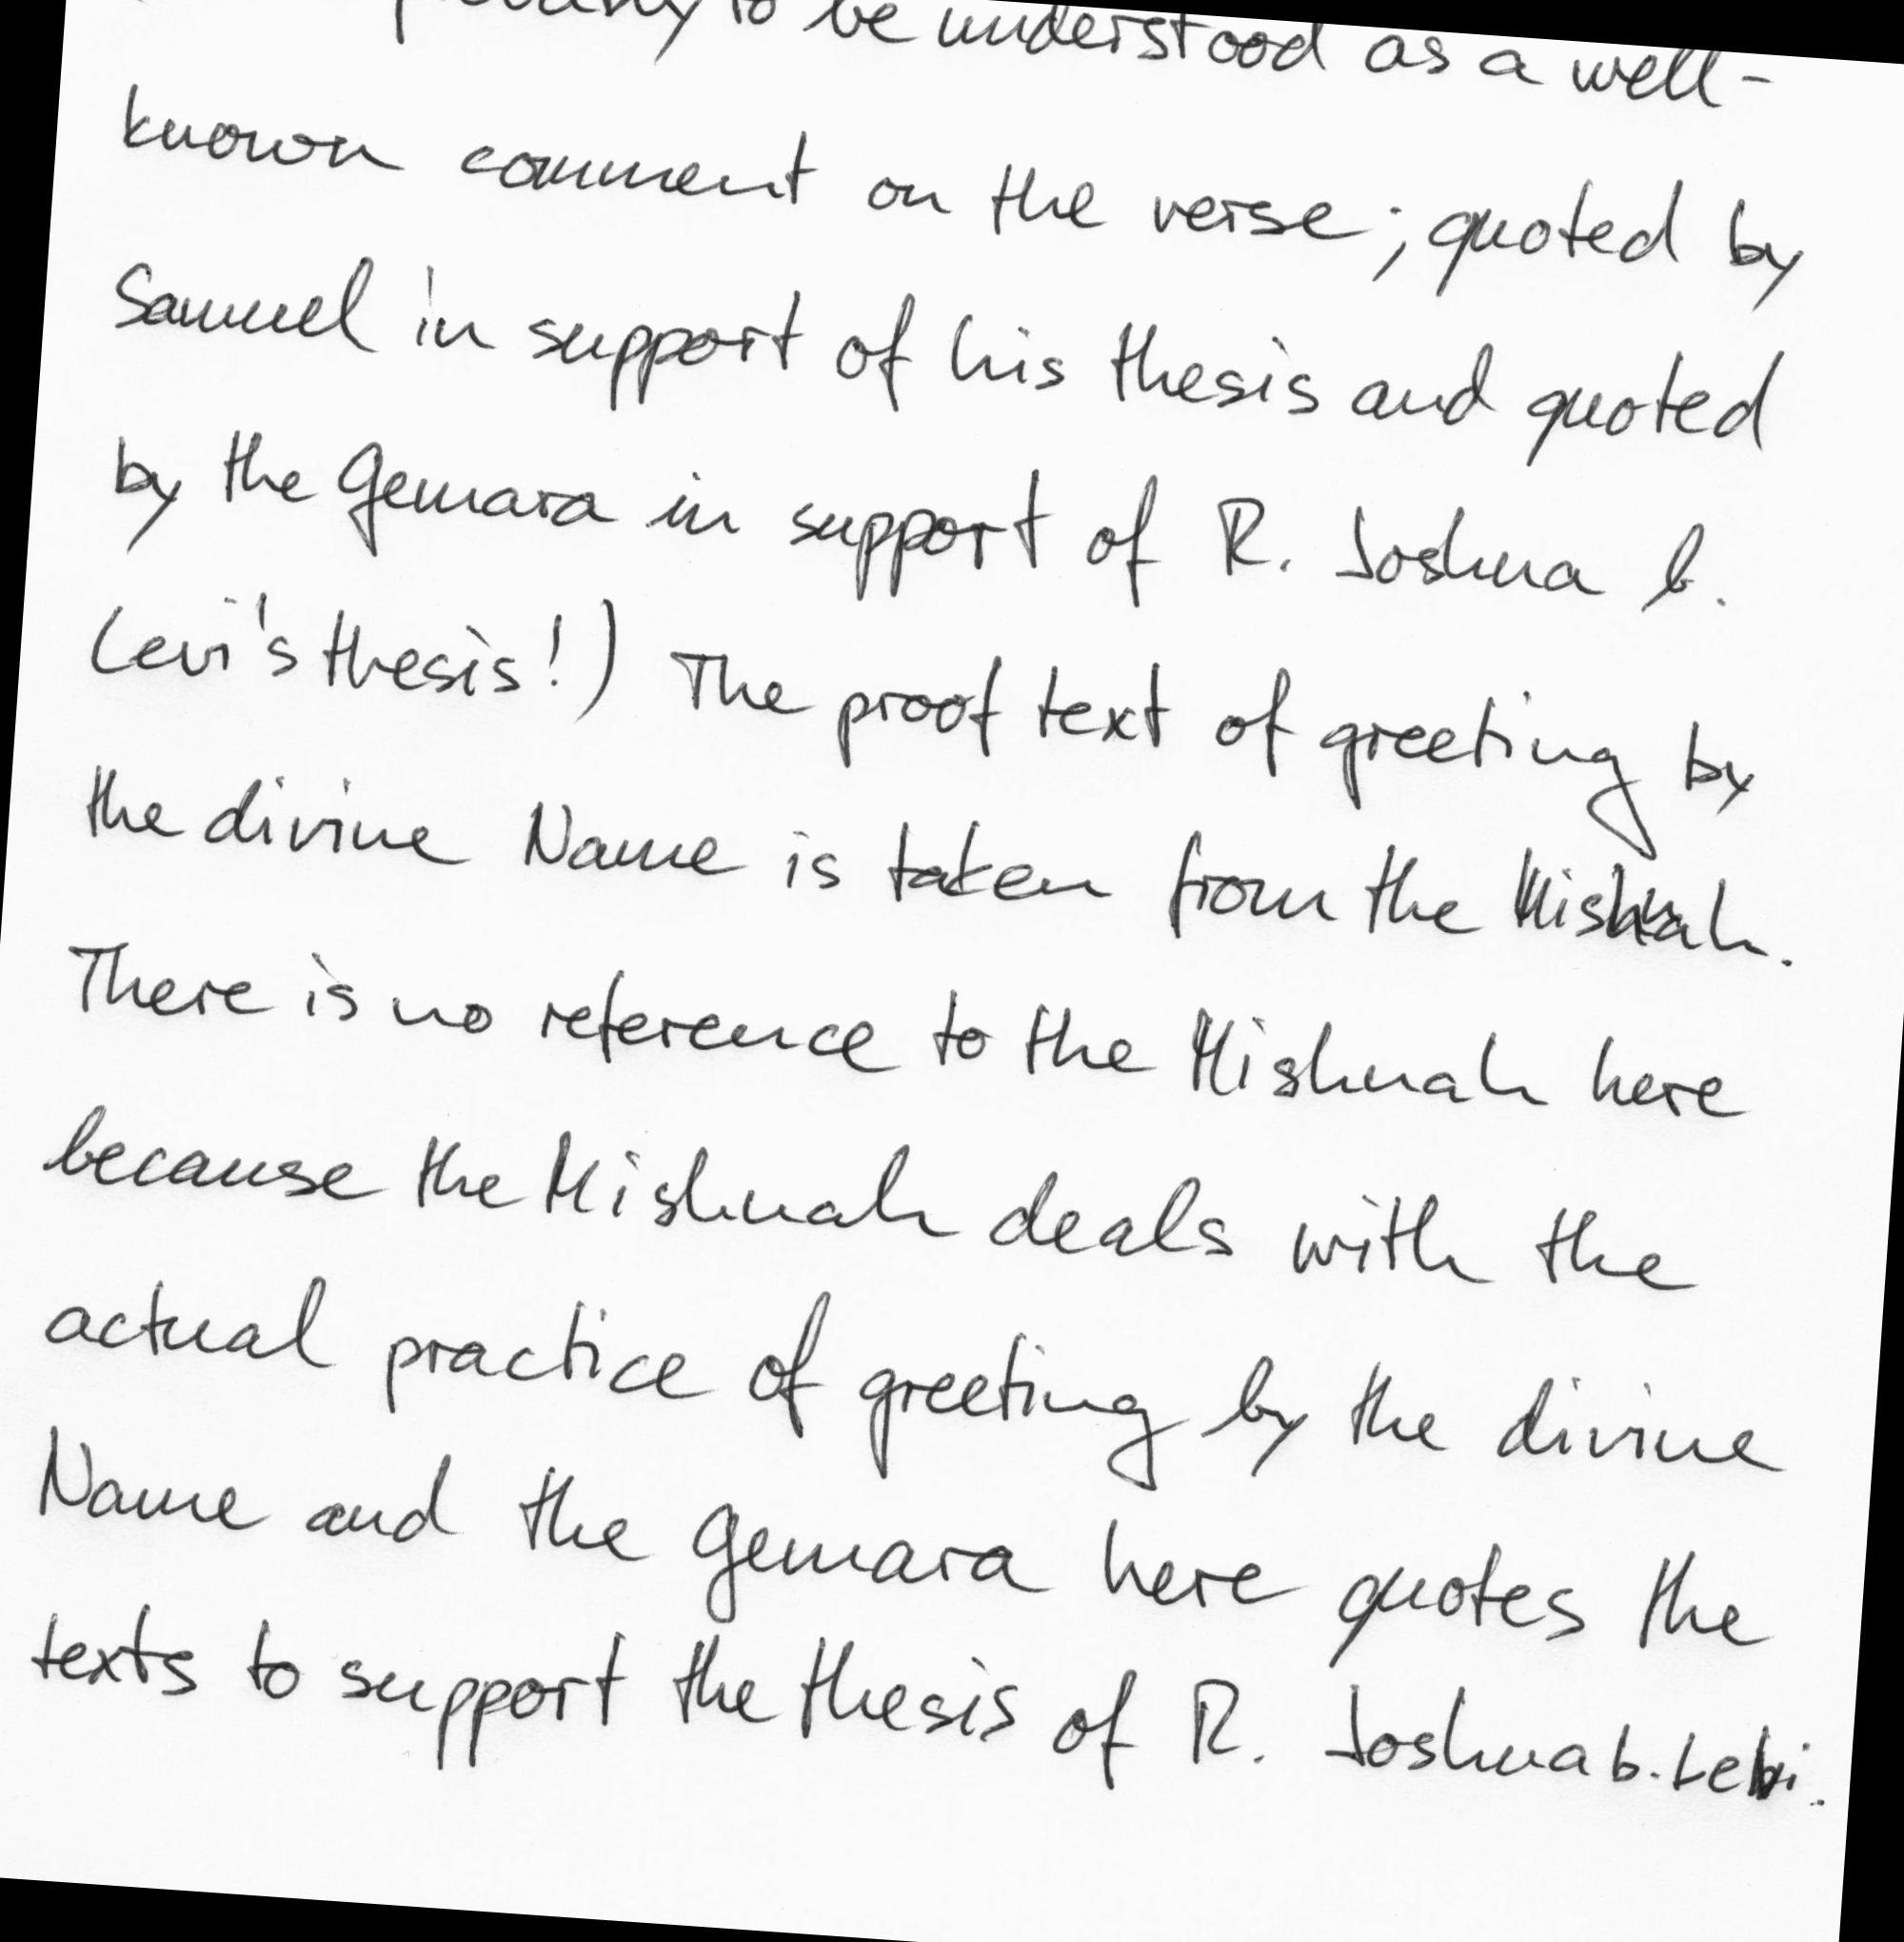 to be understood as a well-
known comment on the verse; quoted by
Samuel in support of his thesis and quoted
by the Gemara in support of R. Joshua b.
Levi's thesis!) The proof text of greeting by
the divine Name is taken from the Mishnah.
There is no reference to the Mishnah here
because the Mishnah deals with the
actual practice of greeting by the divine
Name and the Gemara here quotes the
texts to support the thesis of R. Joshua b. Levi.